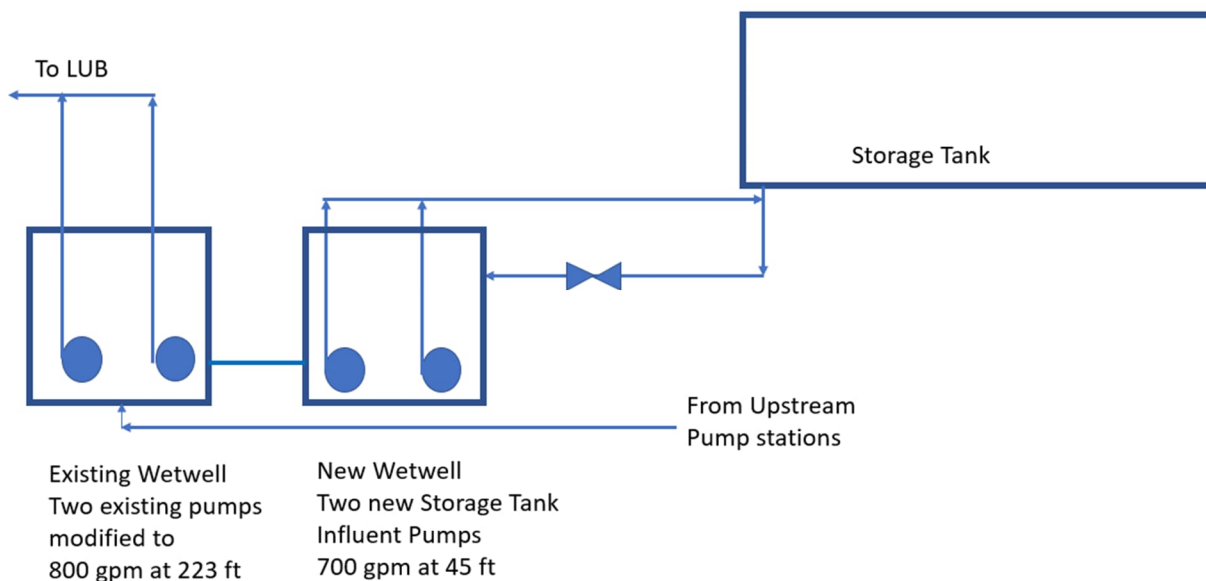 To LUB
Storage Tank
From Upstream
Pump stations
Existing Wetwell
Two existing pumps
modified to
800 gpm at 223 ft
New Wetwell
Two new Storage Tank
Influent Pumps
700 gpm at 45 ft